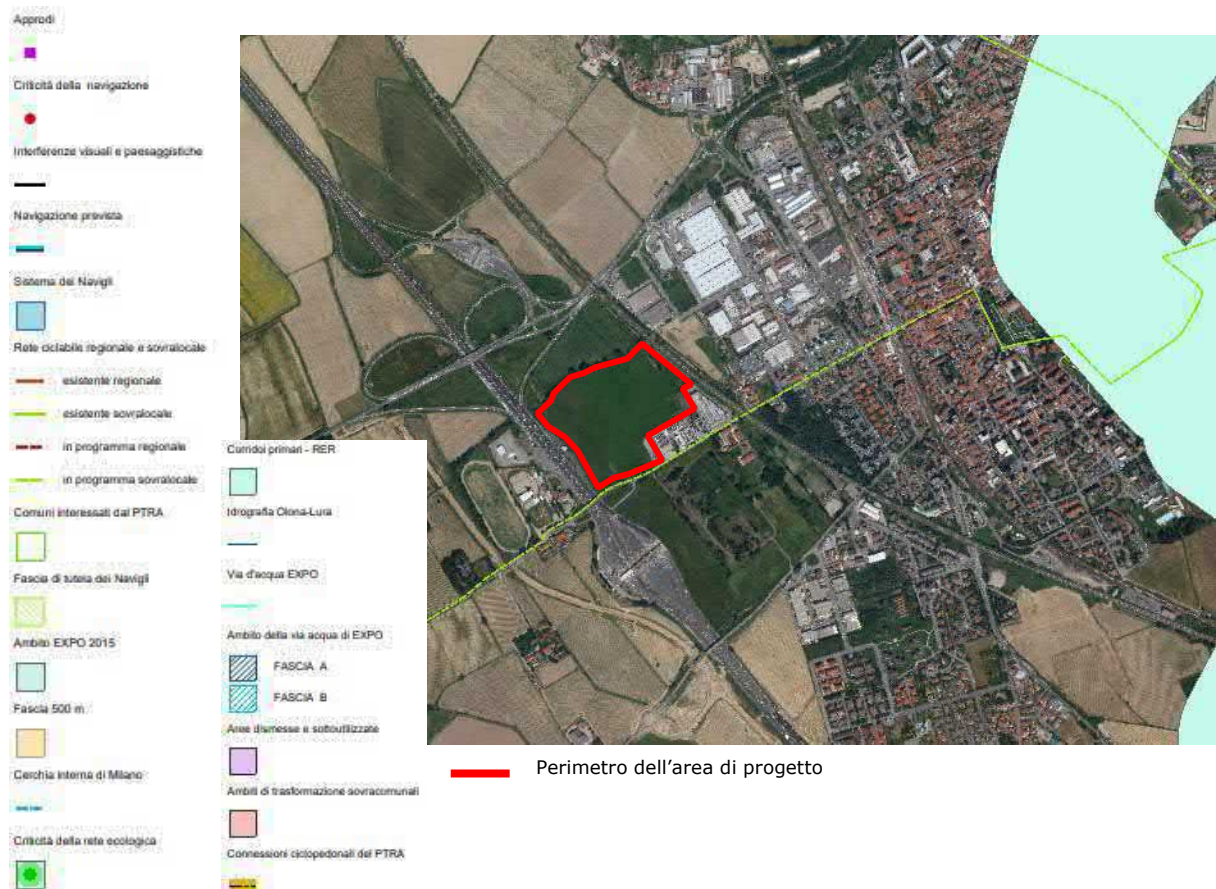 Approdi
Criticità della navigazione
Interferenze visuali e paesaggistiche
Navigazione prevista
Sistema dei Navigli
Rete ciclabile regionale e sovralocale
esistente regionale
esistente sovralocale
in programma regionale
in programma sovralocale
Comuni interessati dal PTRA
Fascia di tutela dei Navigli
Ambito EXPO 2015
Fascia 500 m.
Cerchia interna di Milano
Criticità della rete ecologica
Corridoi primari - RER
Idrografia Olona-Lura
Via d'acqua EXPO
Ambito della via acqua di EXPO
FASCIA A
FASCIA B
Aree dismesse e sottoutilizzate
Ambiti di trasformazione sovracomunali
Connessioni ciclopedonali del PTRA
Perimetro dell'area di progetto